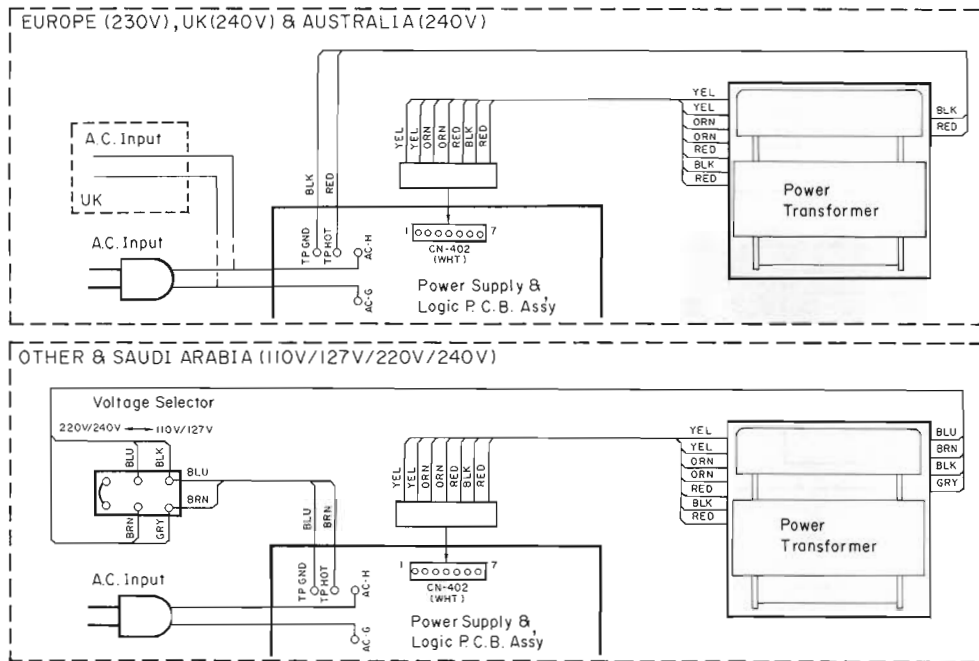 EUROPE (230V), UK(240V) & AUSTRALIA (240V)
A.C. Input
UK
A.C. Input
BLK
RED
TP GND
TP HOT
AC-H
AC-G
YEL
YEL
ORN
ORN
RED
BLK
RED
1
7
CN-402
(WHT)
Power Supply &
Logic P.C.B. Ass'y
YEL
YEL
ORN
ORN
RED
BLK
RED
Power
Transformer
BLK
RED
OTHER & SAUDI ARABIA (110V/127V/220V/240V)
Voltage Selector
220V/240V
110V/127V
BLU
BLK
BLU
BRN
BRN
GRY
A.C. Input
BLU
BRN
TP GND
TP HOT
AC-H
AC-G
YEL
YEL
ORN
ORN
RED
BLK
RED
1
7
CN-402
(WHT)
Power Supply &
Logic P.C.B. Ass'y
YEL
YEL
ORN
ORN
RED
BLK
RED
Power
Transformer
BLU
BRN
BLK
GRY